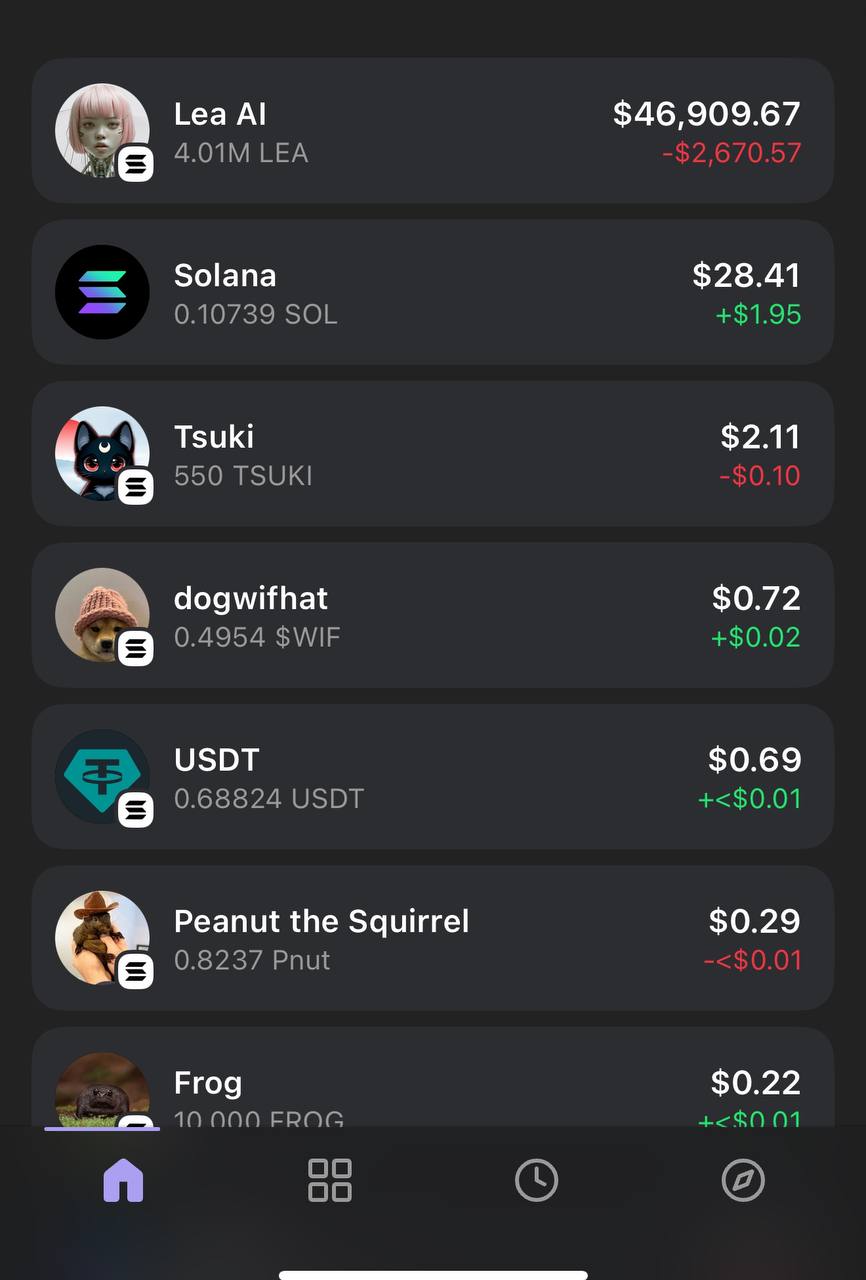 Lea AI
$46,909.67
4.01M LEA
-$2,670.57
Solana
$28.41
0.10739 SOL
+$1.95
Tsuki
$2.11
550 TSUKI
-$0.10
dogwifhat
$0.72
0.4954 $WIF
+$0.02
USDT
$0.69
0.68824 USDT
+<$0.01
Peanut the Squirrel
$0.29
0.8237 Pnut
-<$0.01
Frog
$0.22
10,000 FROG
+<$0.01